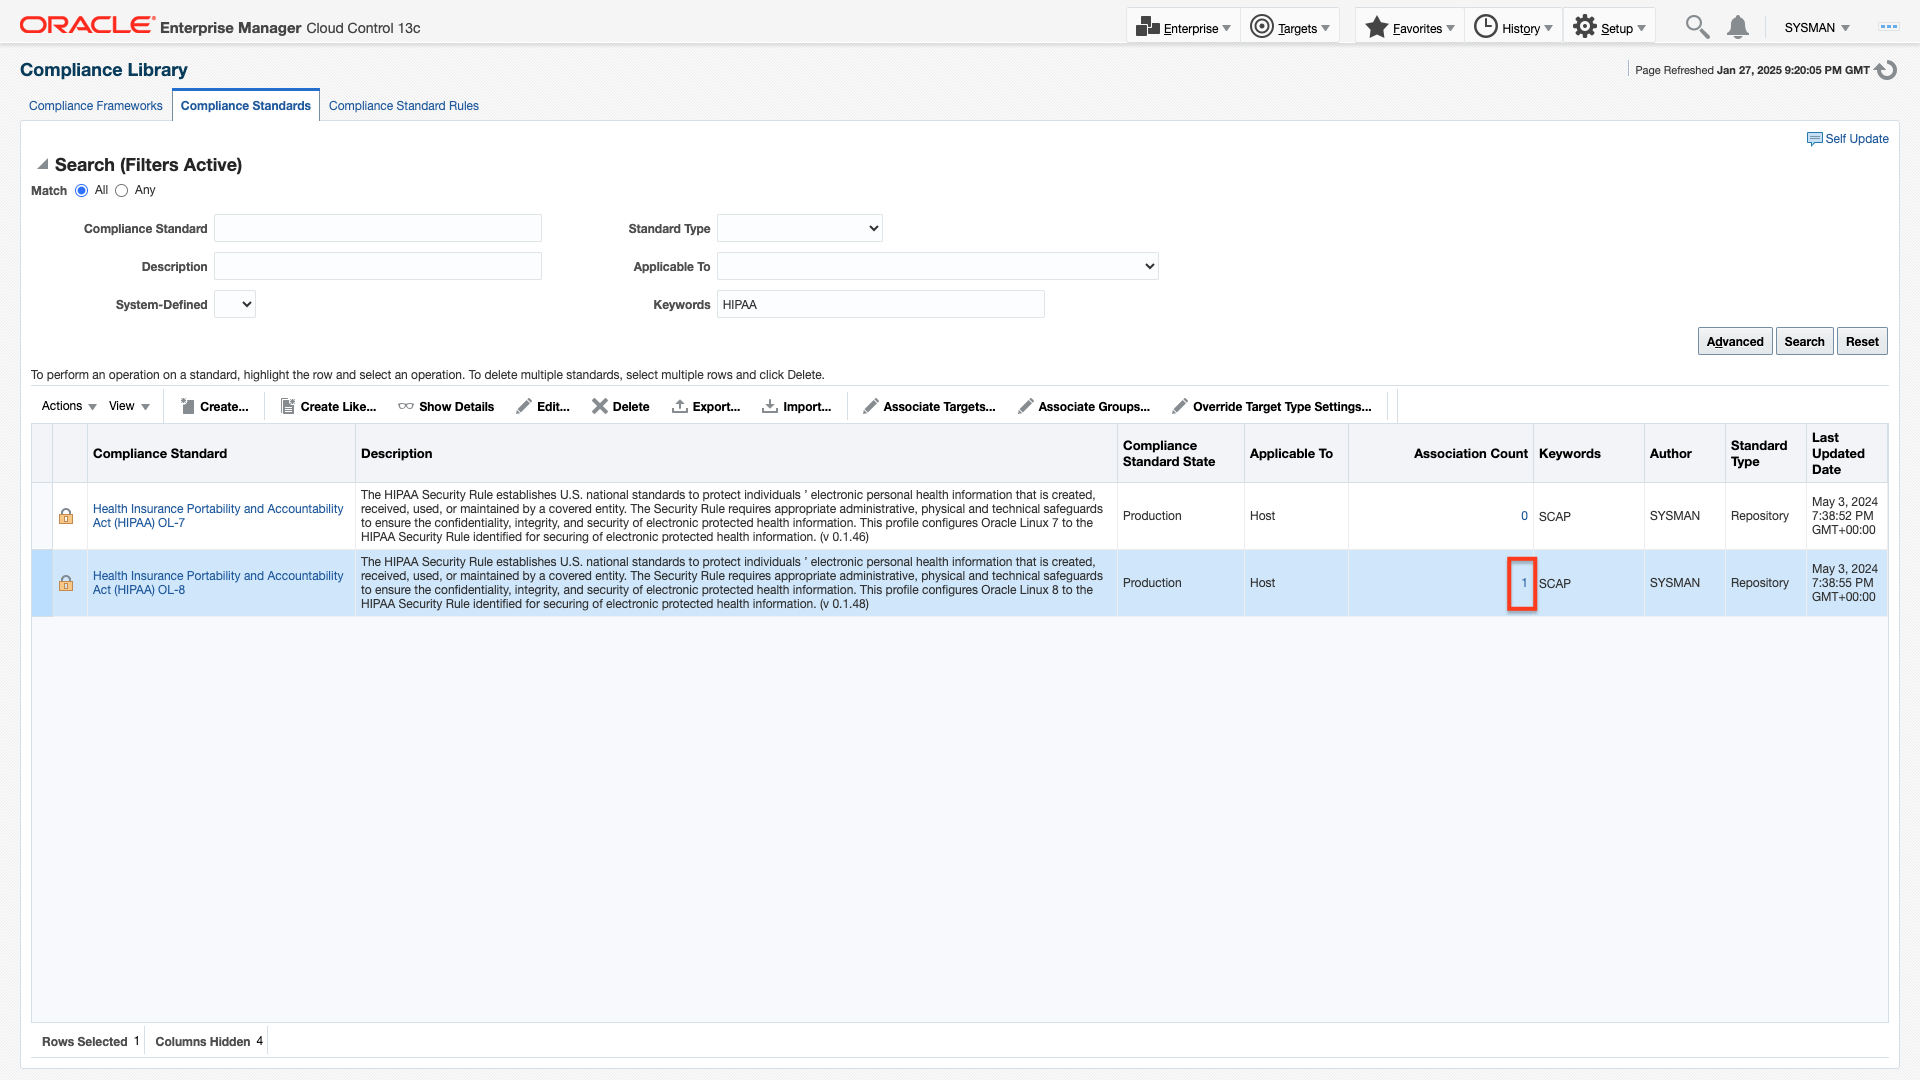 ORACLE Enterprise Manager Cloud Control 13c
Enterprise
Targets
Favorites
History
Setup
SYSMAN
Compliance Library
Page Refreshed Jan 27, 2025 9:20:05 PM GMT
Compliance Frameworks
Compliance Standards
Compliance Standard Rules
Self Update
Search (Filters Active)
Match All Any
Compliance Standard
Standard Type
Description
Applicable To
System-Defined
Keywords HIPAA
Advanced
Search
Reset
To perform an operation on a standard, highlight the row and select an operation. To delete multiple standards, select multiple rows and click Delete.
Actions
View
Create...
Create Like...
Show Details
Edit...
Delete
Export...
Import...
Associate Targets...
Associate Groups...
Override Target Type Settings...
Compliance Standard
Description
Compliance
Standard State
Applicable To
Association Count
Keywords
Author
Standard
Type
Last
Updated
Date
Health Insurance Portability and Accountability
Act (HIPAA) OL-7
The HIPAA Security Rule establishes U.S. national standards to protect individuals ' electronic personal health information that is created,
received, used, or maintained by a covered entity. The Security Rule requires appropriate administrative, physical and technical safeguards
to ensure the confidentiality, integrity, and security of electronic protected health information. This profile configures Oracle Linux 7 to the
HIPAA Security Rule identified for securing of electronic protected health information. (v 0.1.46)
Production
Host
0
SCAP
SYSMAN
Repository
May 3, 2024
7:38:52 PM
GMT+00:00
Health Insurance Portability and Accountability
Act (HIPAA) OL-8
The HIPAA Security Rule establishes U.S. national standards to protect individuals ' electronic personal health information that is created,
received, used, or maintained by a covered entity. The Security Rule requires appropriate administrative, physical and technical safeguards
to ensure the confidentiality, integrity, and security of electronic protected health information. This profile configures Oracle Linux 8 to the
HIPAA Security Rule identified for securing of electronic protected health information. (v 0.1.48)
Production
Host
1
SCAP
SYSMAN
Repository
May 3, 2024
7:38:55 PM
GMT+00:00
Rows Selected 1
Columns Hidden 4